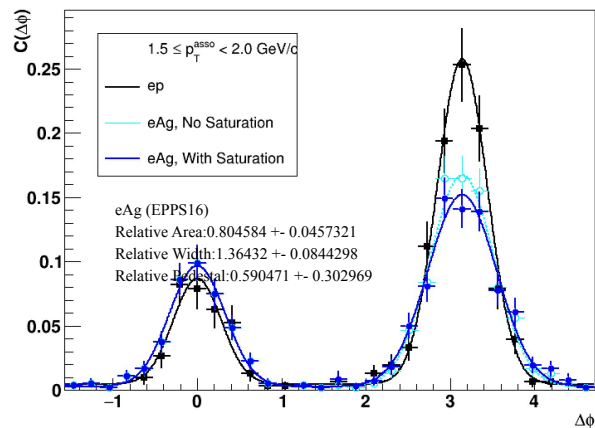 C(Δϕ)
1.5 ≤ p_T^asso < 2.0 GeV/c
ep
eAg, No Saturation
eAg, With Saturation
eAg (EPPS16)
Relative Area:0.804584 +- 0.0457321
Relative Width:1.36432 +- 0.0844298
Relative Pedestal:0.590471 +- 0.302969
0.25
0.2
0.15
0.1
0.05
0
−1 0 1 2 3 4
Δϕ